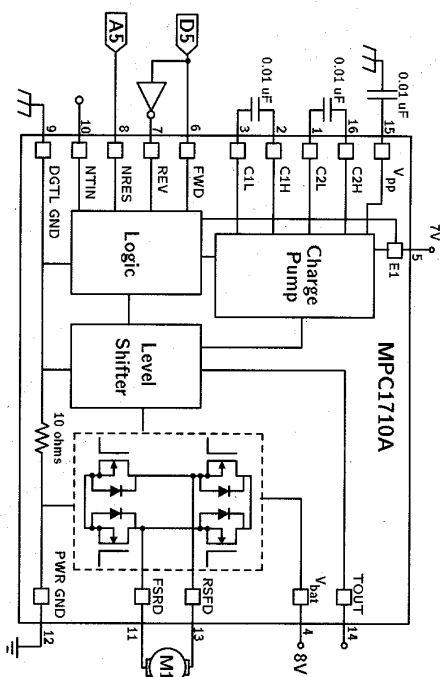 A5
D5
0.01 uF
0.01 uF
0.01 uF
9
10
8
7
6
3
2
1
16
15
DGTL GND
NTIN
NRES
REV
FWD
C1L
C1H
C2L
C2H
Vpp
7V
5
E1
Logic
Charge
Pump
Level
Shifter
MPC1710A
10 ohms
PWR GND
FSRD
RSFD
Vbat
TOUT
12
11
13
4
14
8V
M1